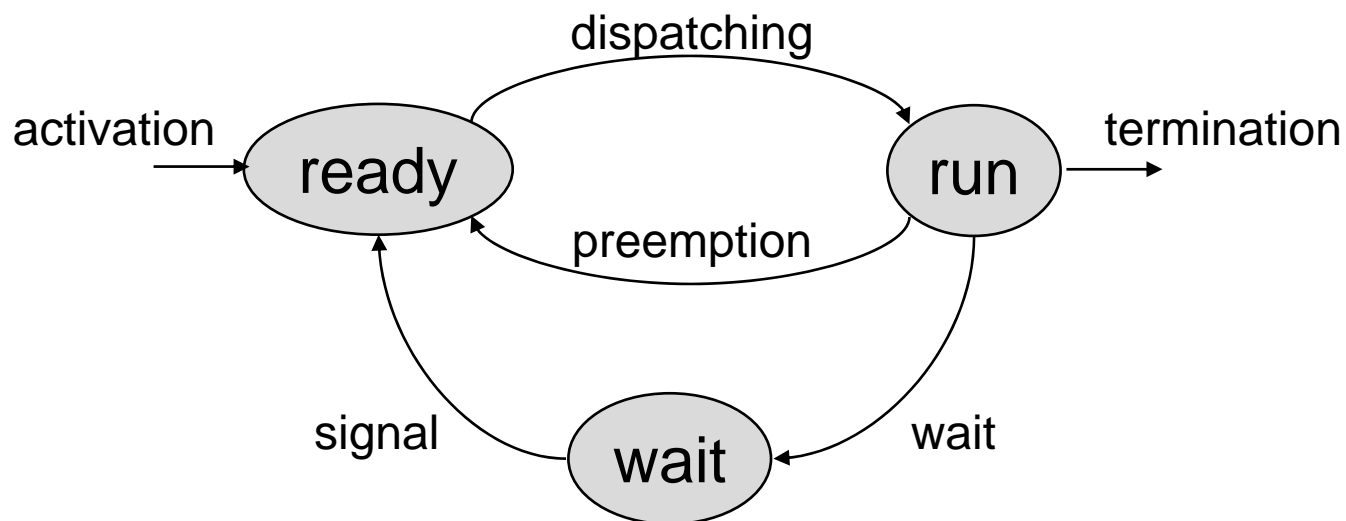 dispatching
activation
termination
ready
run
preemption
signal
wait
wait